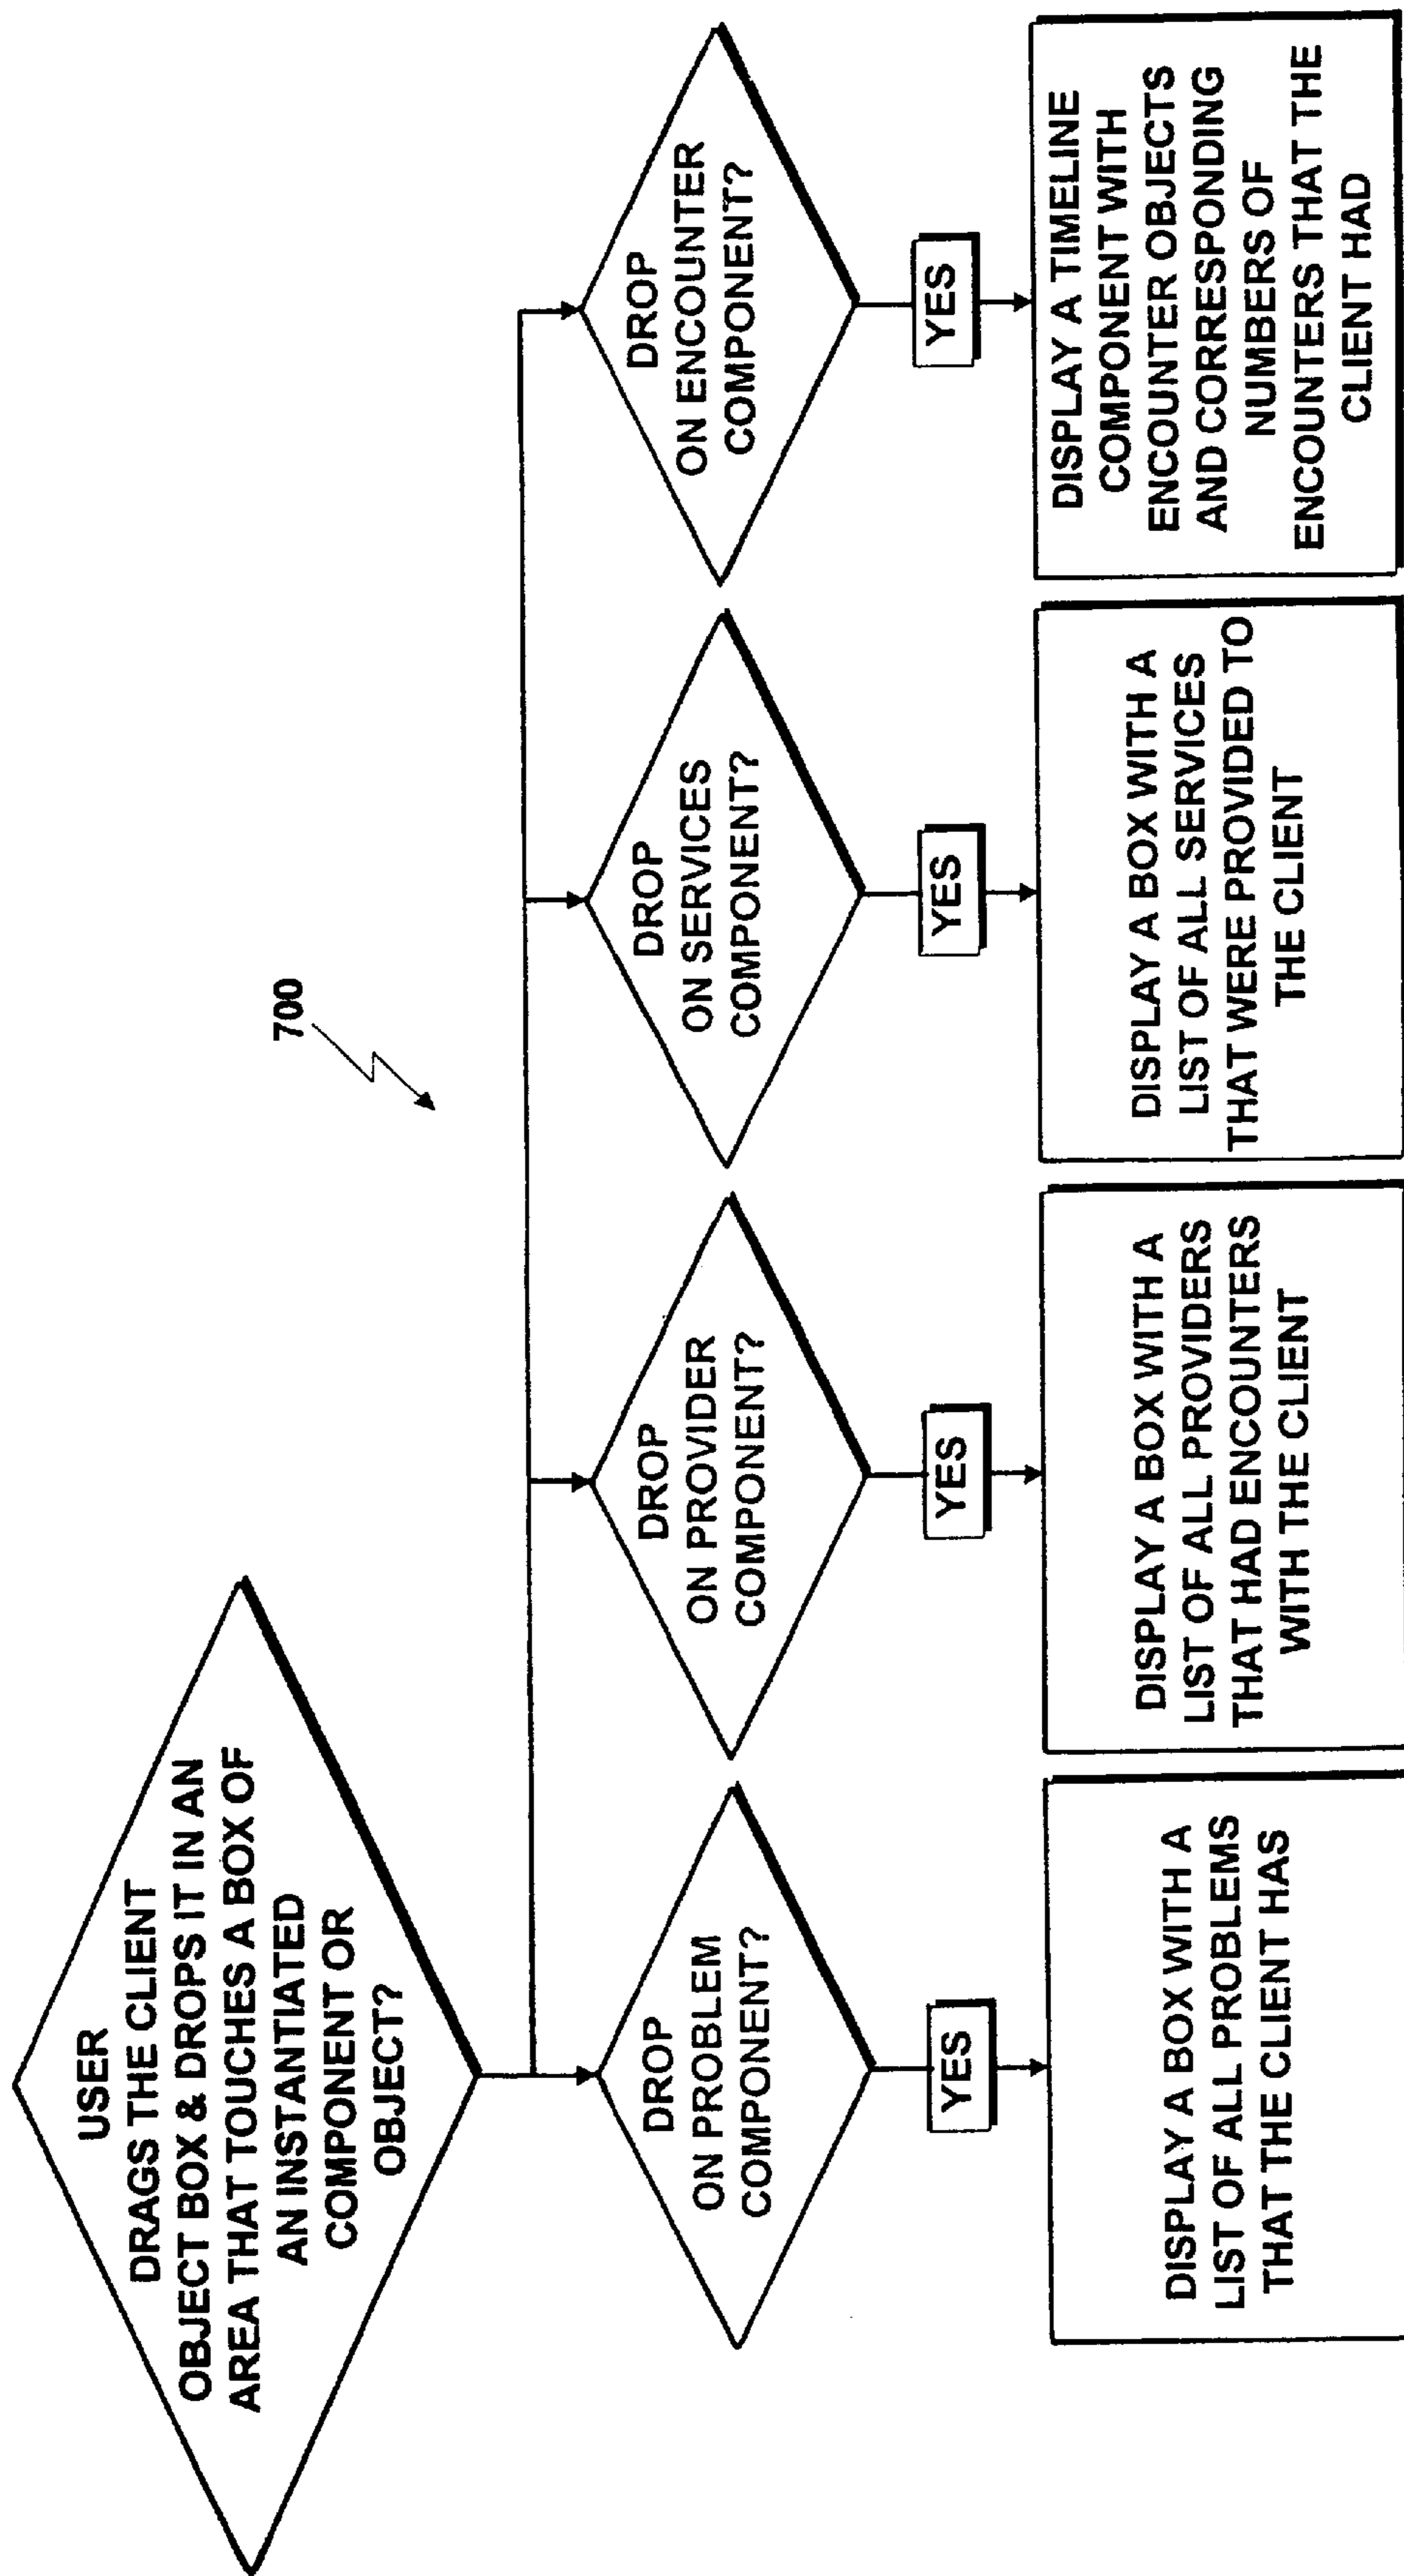 700
USER
DRAGS THE CLIENT
OBJECT BOX & DROPS IT IN AN
AREA THAT TOUCHES A BOX OF
AN INSTANTIATED
COMPONENT OR
OBJECT?
DROP
ON PROBLEM
COMPONENT?
YES
DISPLAY A BOX WITH A
LIST OF ALL PROBLEMS
THAT THE CLIENT HAS
DROP
ON PROVIDER
COMPONENT?
YES
DISPLAY A BOX WITH A
LIST OF ALL PROVIDERS
THAT HAD ENCOUNTERS
WITH THE CLIENT
DROP
ON SERVICES
COMPONENT?
YES
DISPLAY A BOX WITH A
LIST OF ALL SERVICES
THAT WERE PROVIDED TO
THE CLIENT
DROP
ON ENCOUNTER
COMPONENT?
YES
DISPLAY A TIMELINE
COMPONENT WITH
ENCOUNTER OBJECTS
AND CORRESPONDING
NUMBERS OF
ENCOUNTERS THAT THE
CLIENT HAD